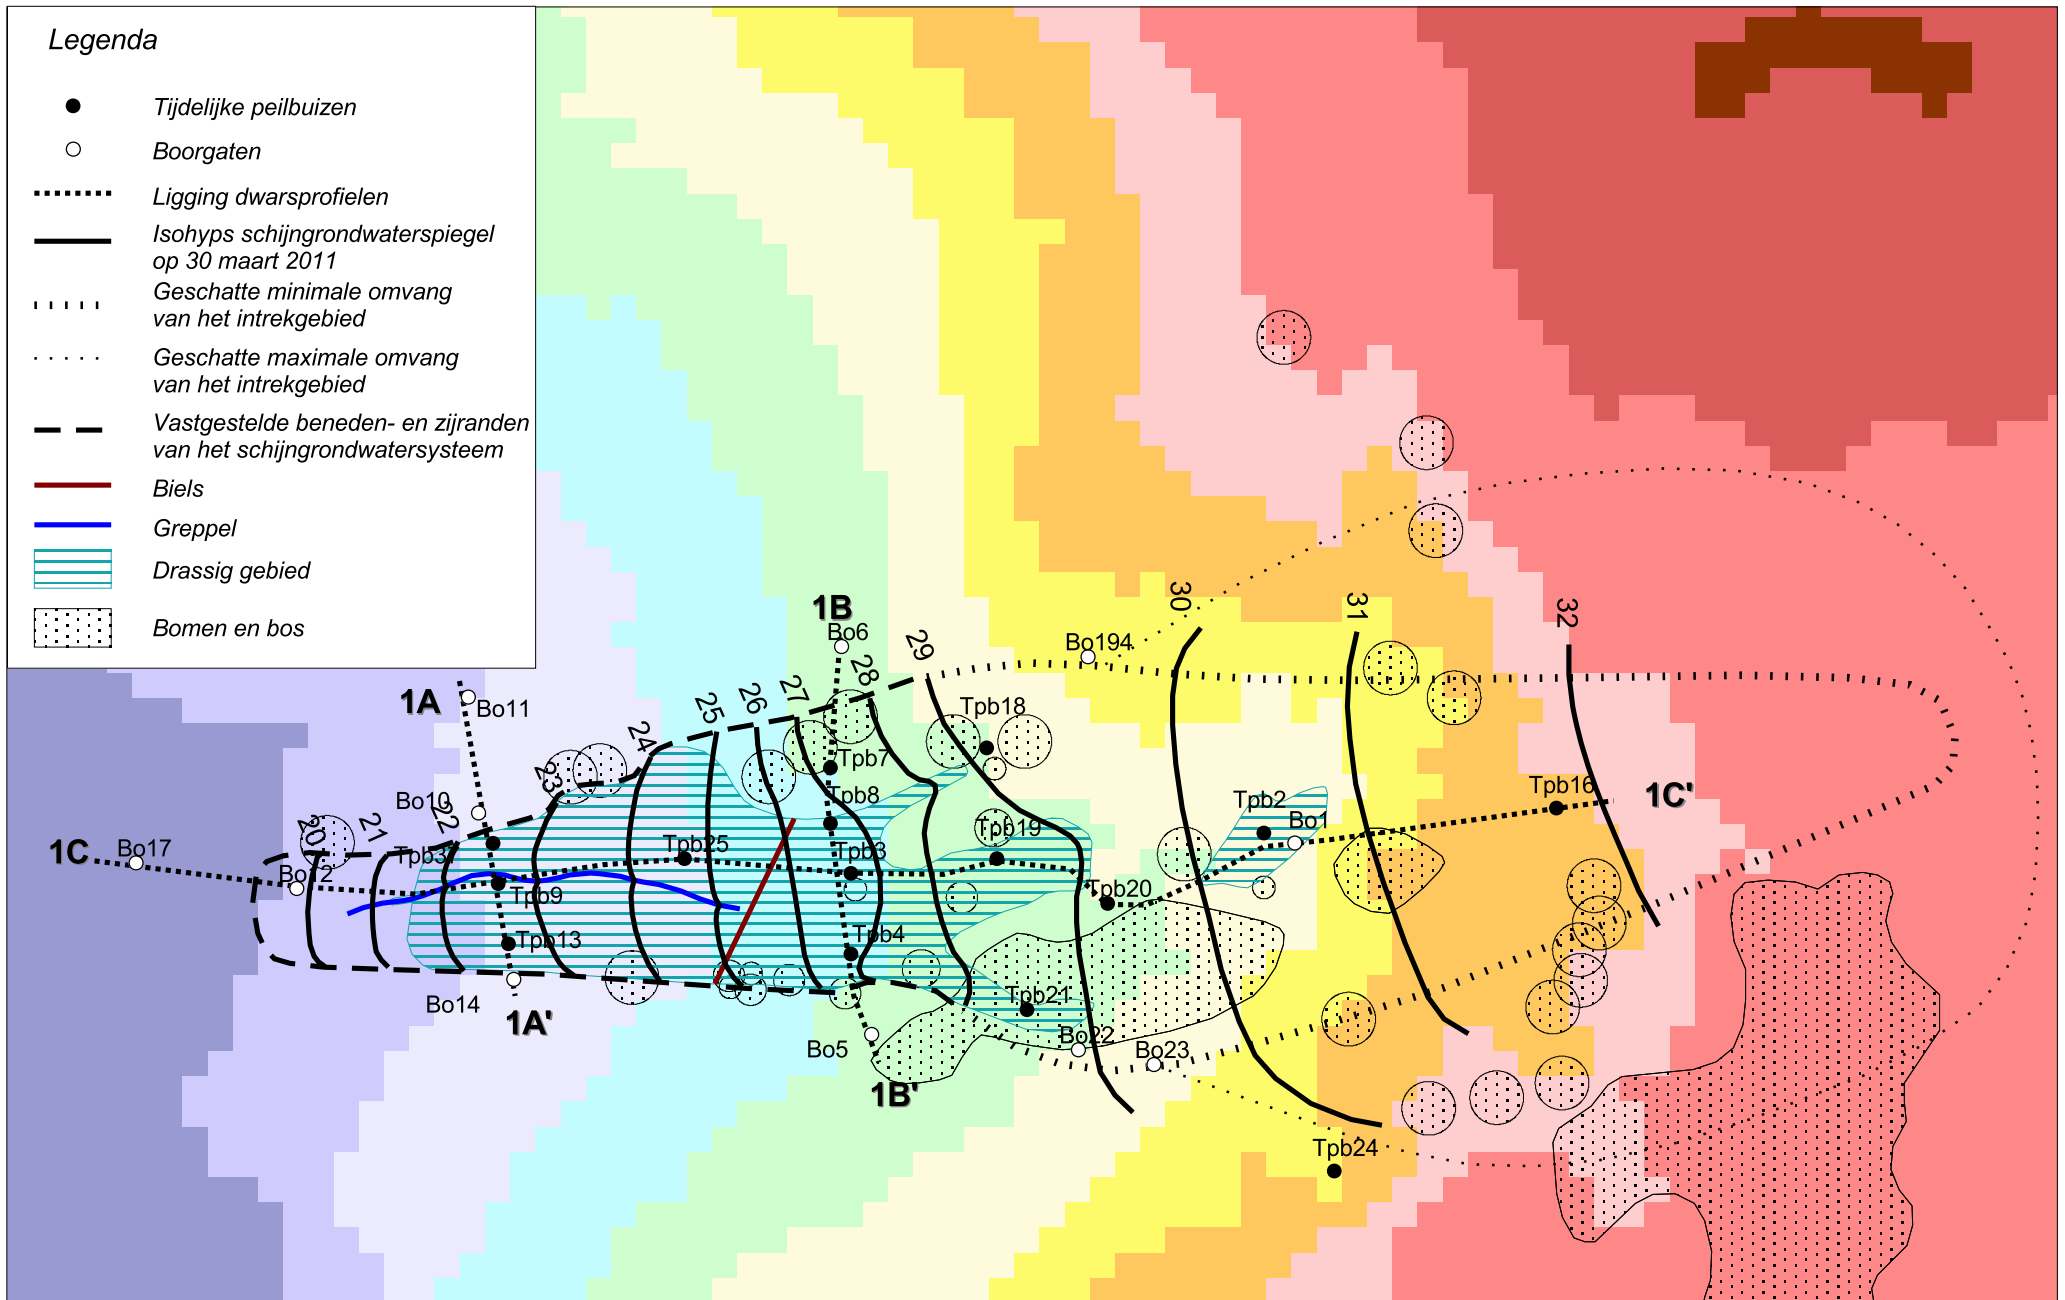 Legenda
Tijdelijke peilbuizen
Boorgaten
Ligging dwarsprofielen
Isohyps schijngrondwaterspiegel
op 30 maart 2011
Geschatte minimale omvang
van het intrekgebied
Geschatte maximale omvang
van het intrekgebied
Vastgestelde beneden- en zijranden
van het schijngrondwatersysteem
Biels
Greppel
Drassig gebied
Bomen en bos
1B
Bo6
30
31
32
29
Bo194
28
27
26
25
24
23
22
21
20
1A
Bo11
Tpb18
Tpb7
Tpb8
Bo10
Tpb16
1C'
Tpb2
Bo1
Tpb19
1C
Bo17
Tpb37
Tpb25
Tpb3
Bo12
Tpb9
Tpb20
Tpb13
Tpb4
Bo14
1A'
Tpb21
Bo5
Bo22
Bo23
1B'
Tpb24